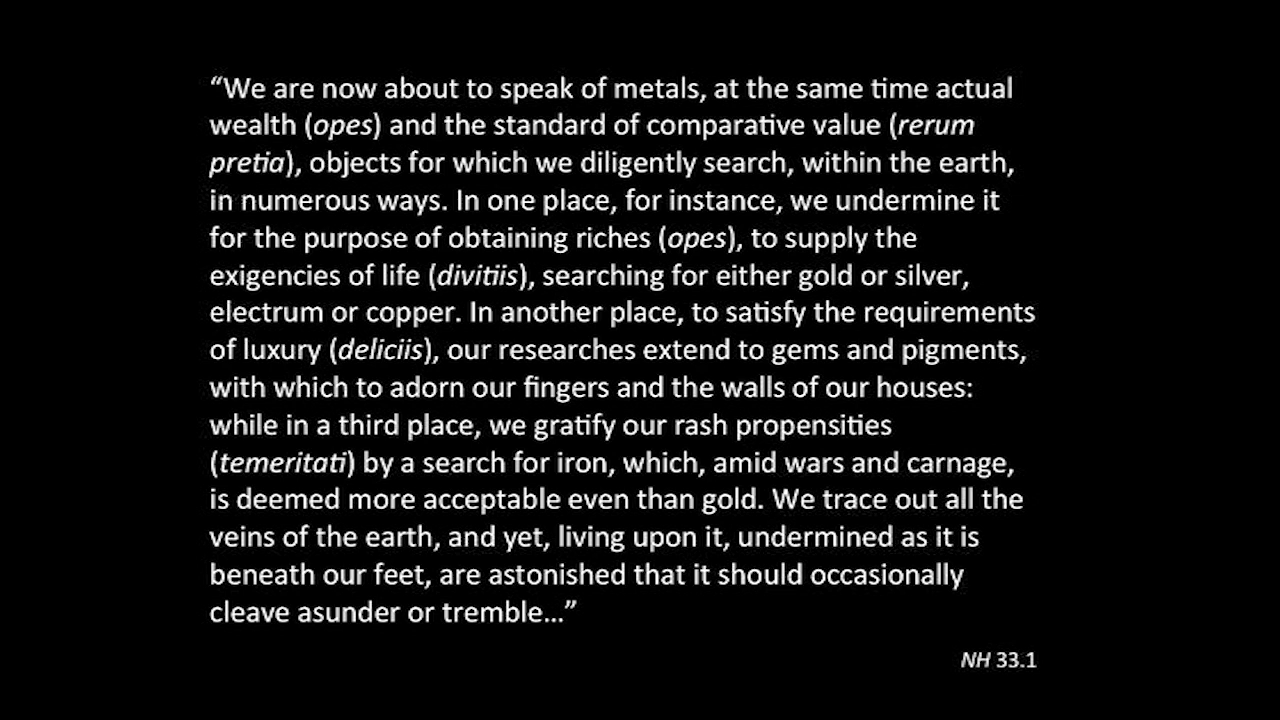 “We are now about to speak of metals, at the same time actual
wealth (opes) and the standard of comparative value (rerum
pretia), objects for which we diligently search, within the earth,
in numerous ways. In one place, for instance, we undermine it
for the purpose of obtaining riches (opes), to supply the
exigencies of life (divitiis), searching for either gold or silver,
electrum or copper. In another place, to satisfy the requirements
of luxury (deliciis), our researches extend to gems and pigments,
with which to adorn our fingers and the walls of our houses:
while in a third place, we gratify our rash propensities
(temeritati) by a search for iron, which, amid wars and carnage,
is deemed more acceptable even than gold. We trace out all the
veins of the earth, and yet, living upon it, undermined as it is
beneath our feet, are astonished that it should occasionally
cleave asunder or tremble…”
NH 33.1